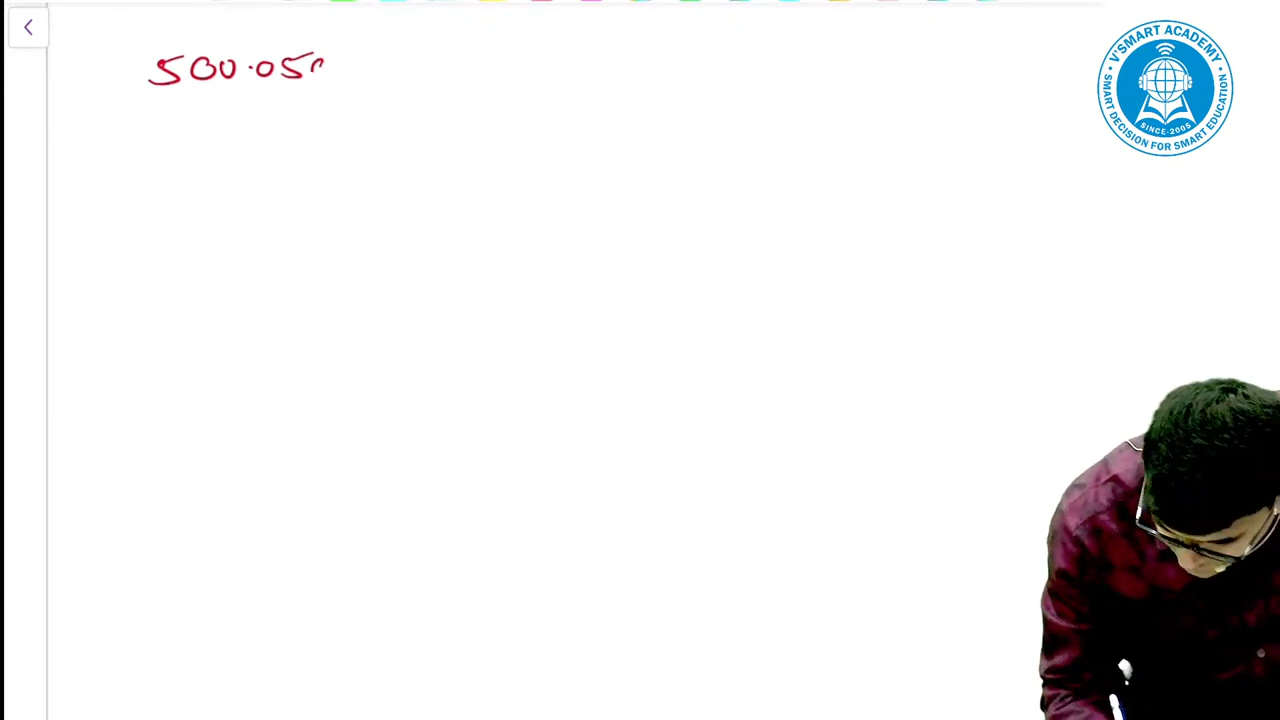 500.05
V'SMART ACADEMY
SMART DECISION FOR SMART EDUCATION
SINCE-2005